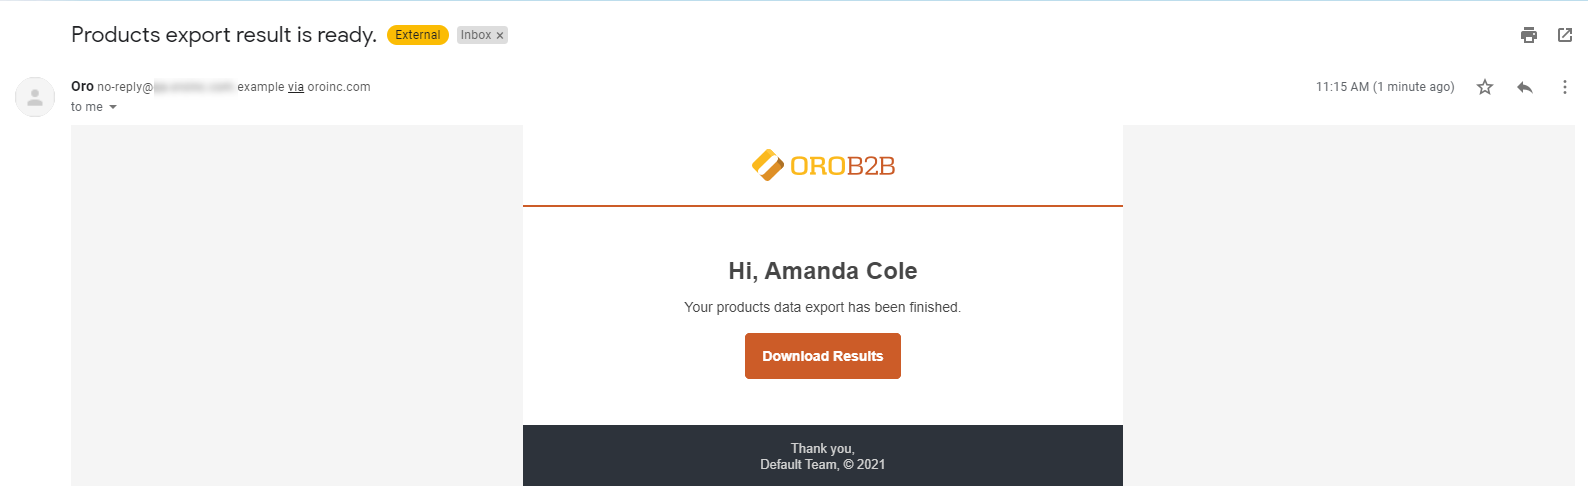 Products export result is ready. External Inbox ×
Oro no-reply@ example via oroinc.com
11:15 AM (1 minute ago)
to me
OROB2B
Hi, Amanda Cole
Your products data export has been finished.
Download Results
Thank you,
Default Team, © 2021